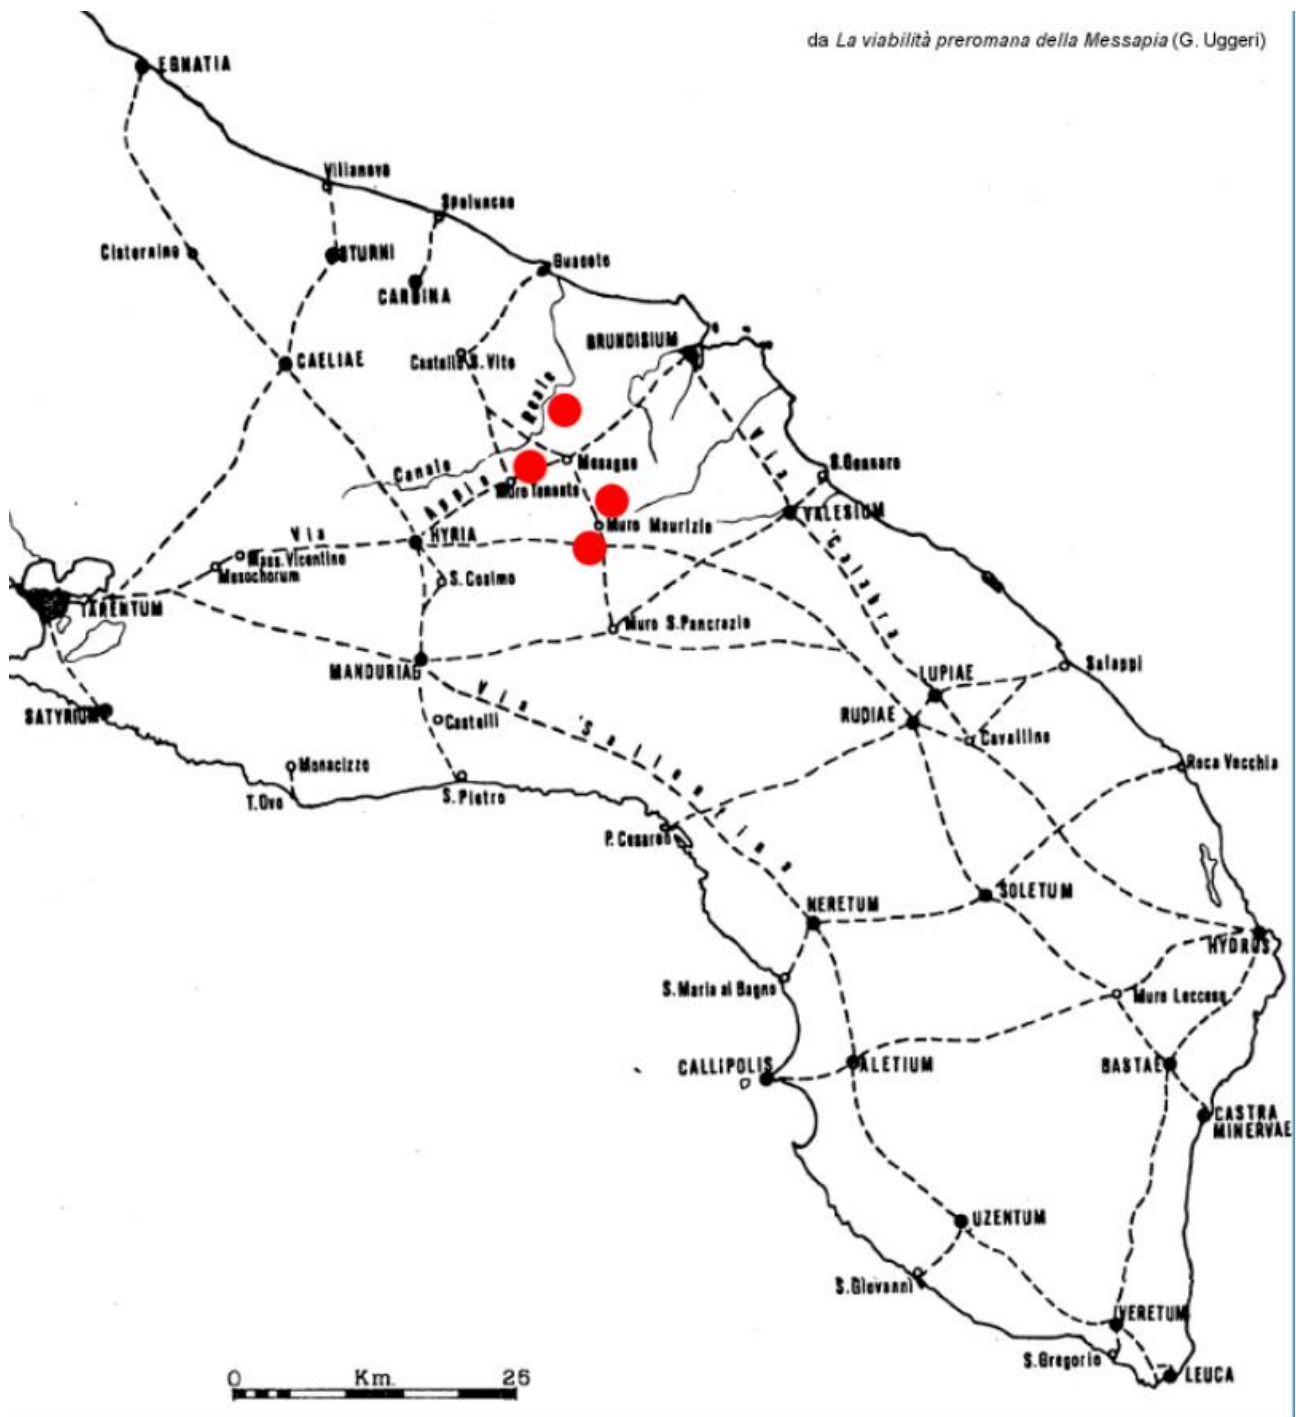 da La viabilità preromana della Messapia (G. Uggeri)
EGNATIA
Villanova
Speluncae
Cisternino
STURNI
Guaceto
CARBINA
BRUNDISIUM
CAELIAE
Castello S. Vito
Canale Reale
Mesagne
S. Gennaro
Muro Tenente
VALESIUM
Muro Maurizio
Via Appia
HYRIA
Mass. Vicentino
Mesochorum
S. Cosimo
TARENTUM
Via 'Calabra
Muro S. Pancrazio
MANDURIAE
LUPIAE
Salappi
SATYRIUM
Castelli
Via 'Sallentina
RUDIAE
Cavallino
Monacizzo
Roca Vecchia
T. Ovo
S. Pietro
P. Cesareo
NERETUM
SOLETUM
HYDRUS
S. Maria al Bagno
Muro Leccese
CALLIPOLIS
ALETIUM
BASTAE
CASTRA
MINERVAE
UZENTUM
S. Giovanni
VERETUM
S. Gregorio
LEUCA
0 Km. 25